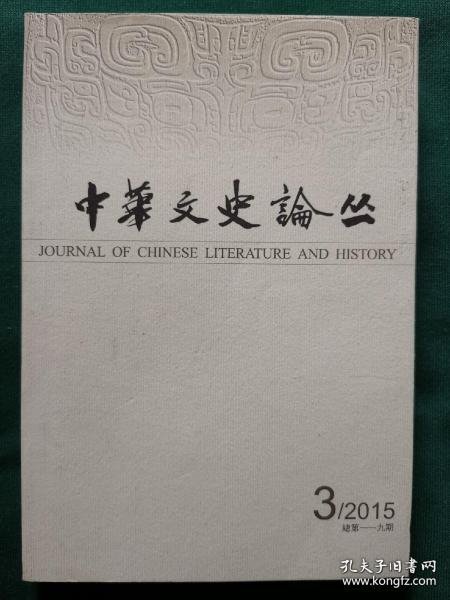 中華文史論丛
JOURNAL OF CHINESE LITERATURE AND HISTORY
3/2015
總第一一九期
孔夫子旧书网
www.kongfz.com